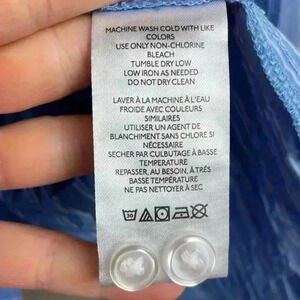 MACHINE WASH COLD WITH LIKE
COLORS
USE ONLY NON-CHLORINE
BLEACH
TUMBLE DRY LOW
LOW IRON AS NEEDED
DO NOT DRY CLEAN
LAVER À LA MACHINE À L'EAU
FROIDE AVEC COULEURS
SIMILAIRES
UTILISER UN AGENT DE
BLANCHIMENT SANS CHLORE SI
NÉCESSAIRE
SECHER PAR CULBUTAGE À BASSE
TEMPERATURE
REPASSER, AU BESOIN, À TRÈS
BASSE TEMPÉRATURE
NE PAS NETTOYER À SEC
30